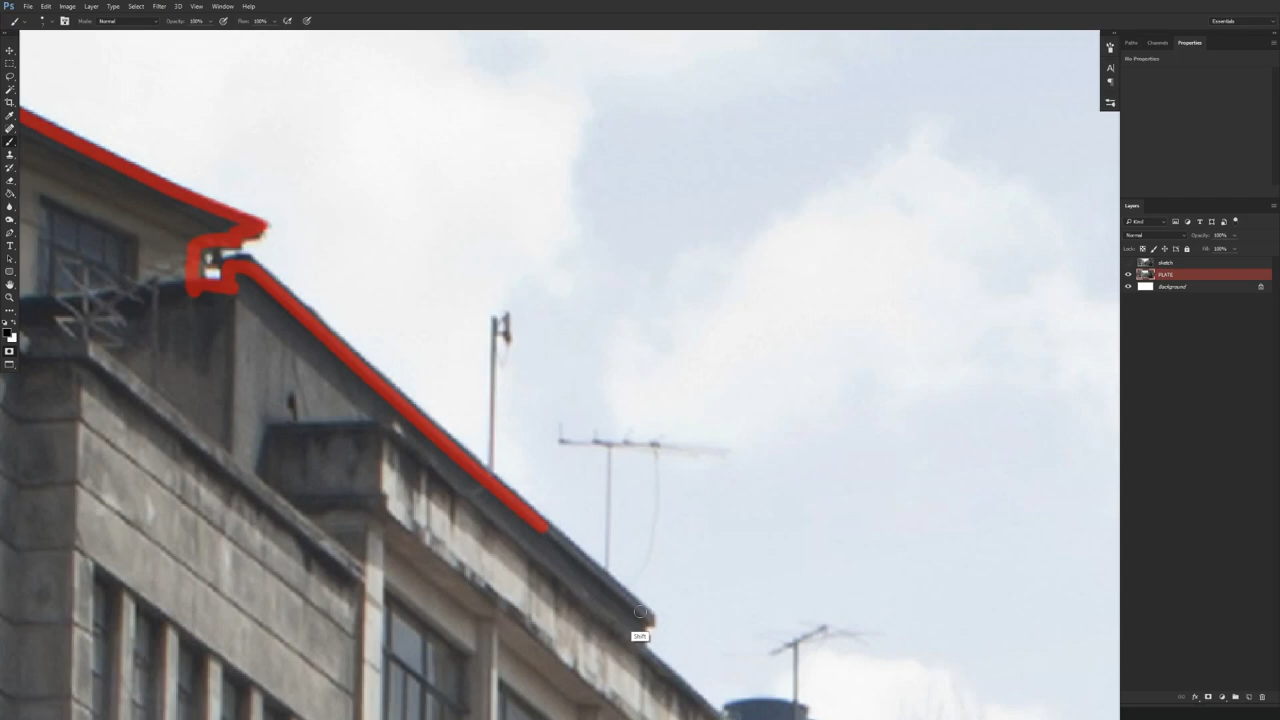 Ps File Edit Image Layer Type Select Filter 3D View Window Help
Mode: Normal Opacity: 100% Flow: 100% Essentials
Paths Channels Properties
No Properties
Layers
Kind
Normal Opacity: 100%
Lock: Fill: 100%
sketch
PLATE
Background
Shift